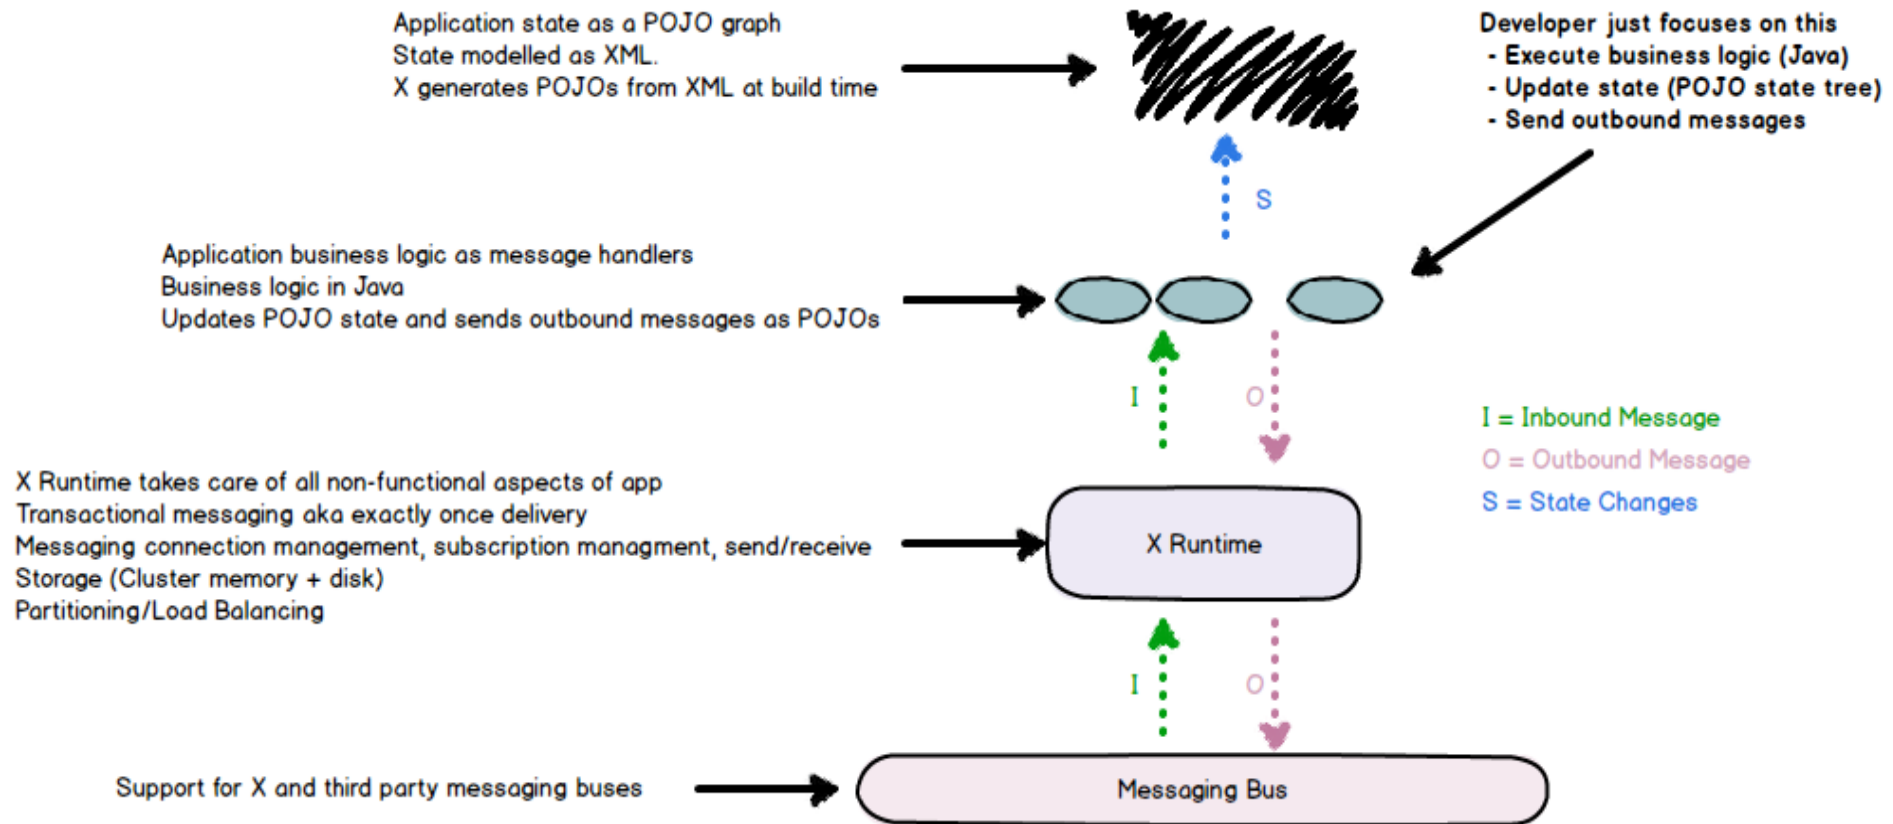 Application state as a POJO graph
State modelled as XML.
X generates POJOs from XML at build time
Developer just focuses on this
- Execute business logic (Java)
- Update state (POJO state tree)
- Send outbound messages
S
Application business logic as message handlers
Business logic in Java
Updates POJO state and sends outbound messages as POJOs
I
O
I = Inbound Message
O = Outbound Message
S = State Changes
X Runtime takes care of all non-functional aspects of app
Transactional messaging aka exactly once delivery
Messaging connection management, subscription managment, send/receive
Storage (Cluster memory + disk)
Partitioning/Load Balancing
X Runtime
I
O
Support for X and third party messaging buses
Messaging Bus